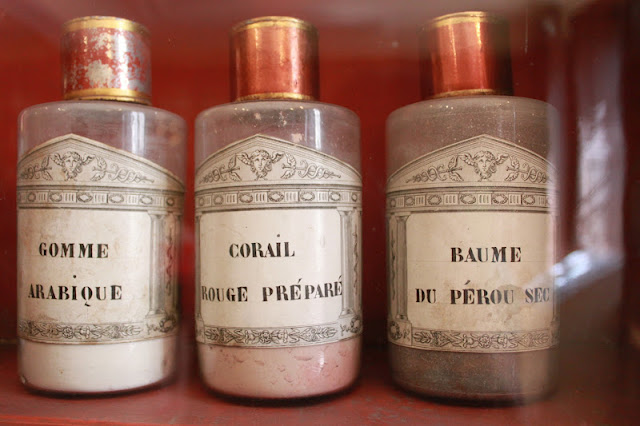 GOMME
ARABIQUE
CORAIL
ROUGE PRÉPARÉ
BAUME
DU PÉROU SEC